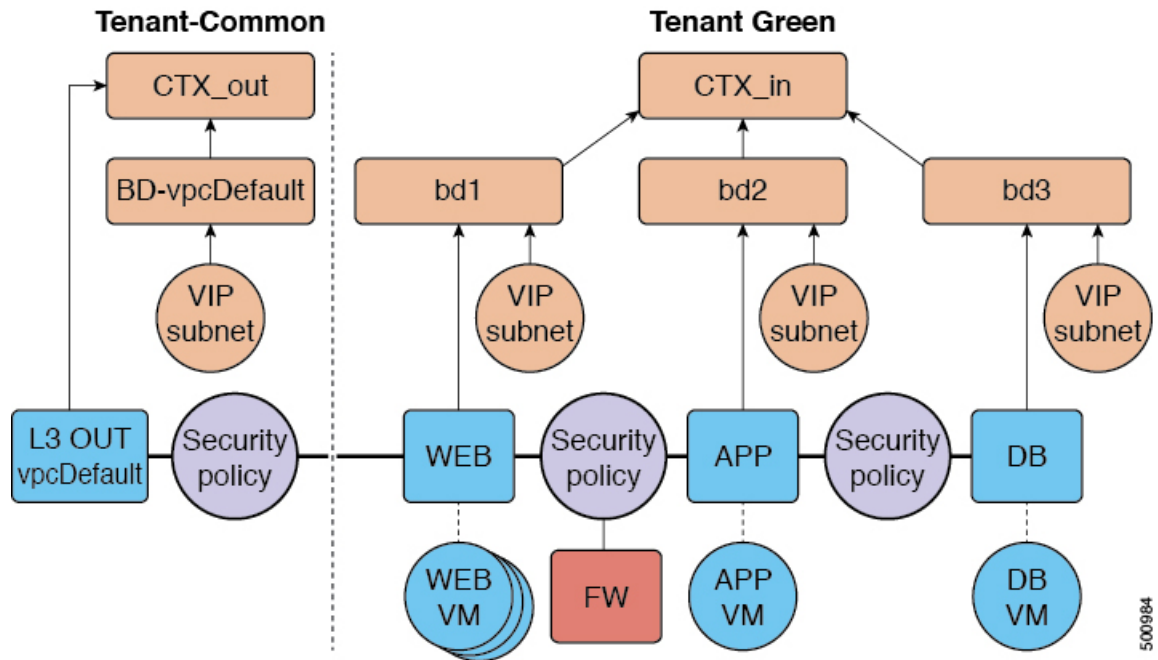 Tenant-Common
Tenant Green
CTX_out
CTX_in
BD-vpcDefault
bd1
bd2
bd3
VIP
subnet
VIP
subnet
VIP
subnet
VIP
subnet
L3 OUT
vpcDefault
Security
policy
WEB
Security
policy
APP
Security
policy
DB
WEB
VM
FW
APP
VM
DB
VM
500984